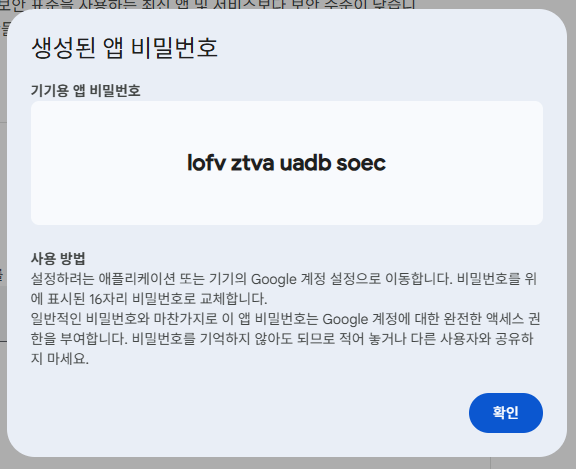 보안 표준을 사용하는 최신 앱 및 서비스보다 보안 수준이 낮습니
생성된 앱 비밀번호
기기용 앱 비밀번호
lofv ztva uadb soec
사용 방법
설정하려는 애플리케이션 또는 기기의 Google 계정 설정으로 이동합니다. 비밀번호를 위
에 표시된 16자리 비밀번호로 교체합니다.
일반적인 비밀번호와 마찬가지로 이 앱 비밀번호는 Google 계정에 대한 완전한 액세스 권
한을 부여합니다. 비밀번호를 기억하지 않아도 되므로 적어 놓거나 다른 사용자와 공유하
지 마세요.
확인